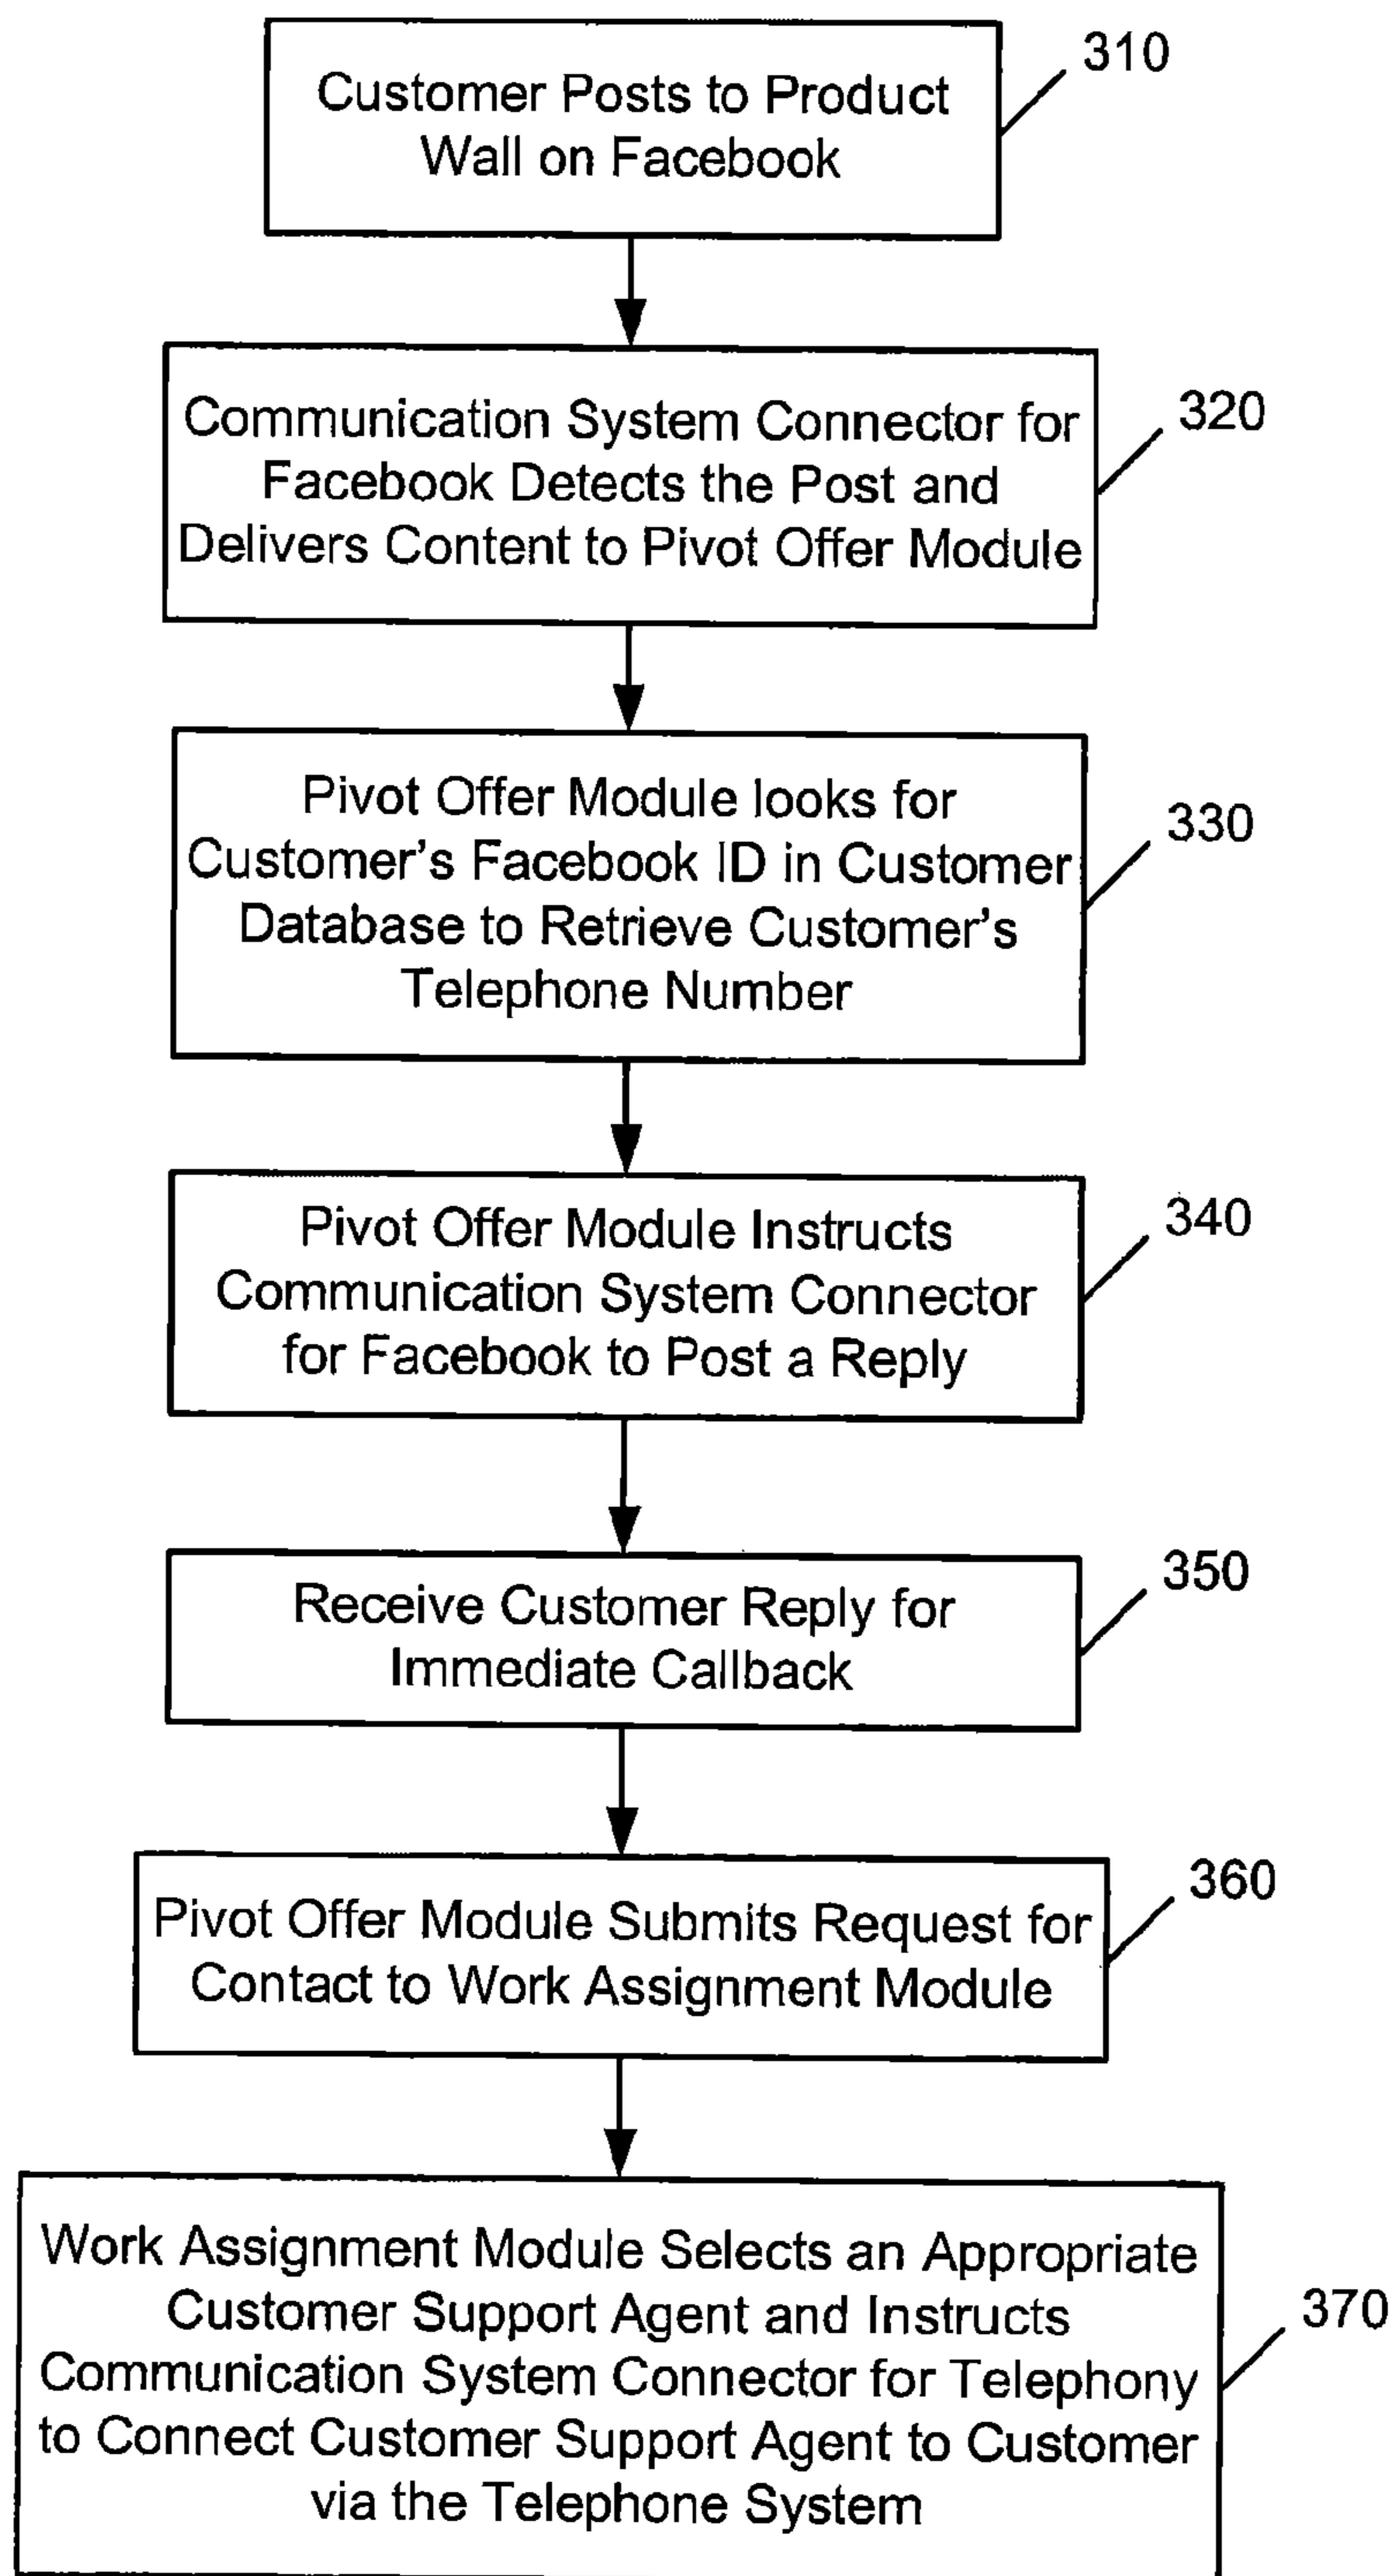 Customer Posts to Product
Wall on Facebook
310
Communication System Connector for
Facebook Detects the Post and
Delivers Content to Pivot Offer Module
320
Pivot Offer Module looks for
Customer's Facebook ID in Customer
Database to Retrieve Customer's
Telephone Number
330
Pivot Offer Module Instructs
Communication System Connector
for Facebook to Post a Reply
340
Receive Customer Reply for
Immediate Callback
350
Pivot Offer Module Submits Request for
Contact to Work Assignment Module
360
Work Assignment Module Selects an Appropriate
Customer Support Agent and Instructs
Communication System Connector for Telephony
to Connect Customer Support Agent to Customer
via the Telephone System
370